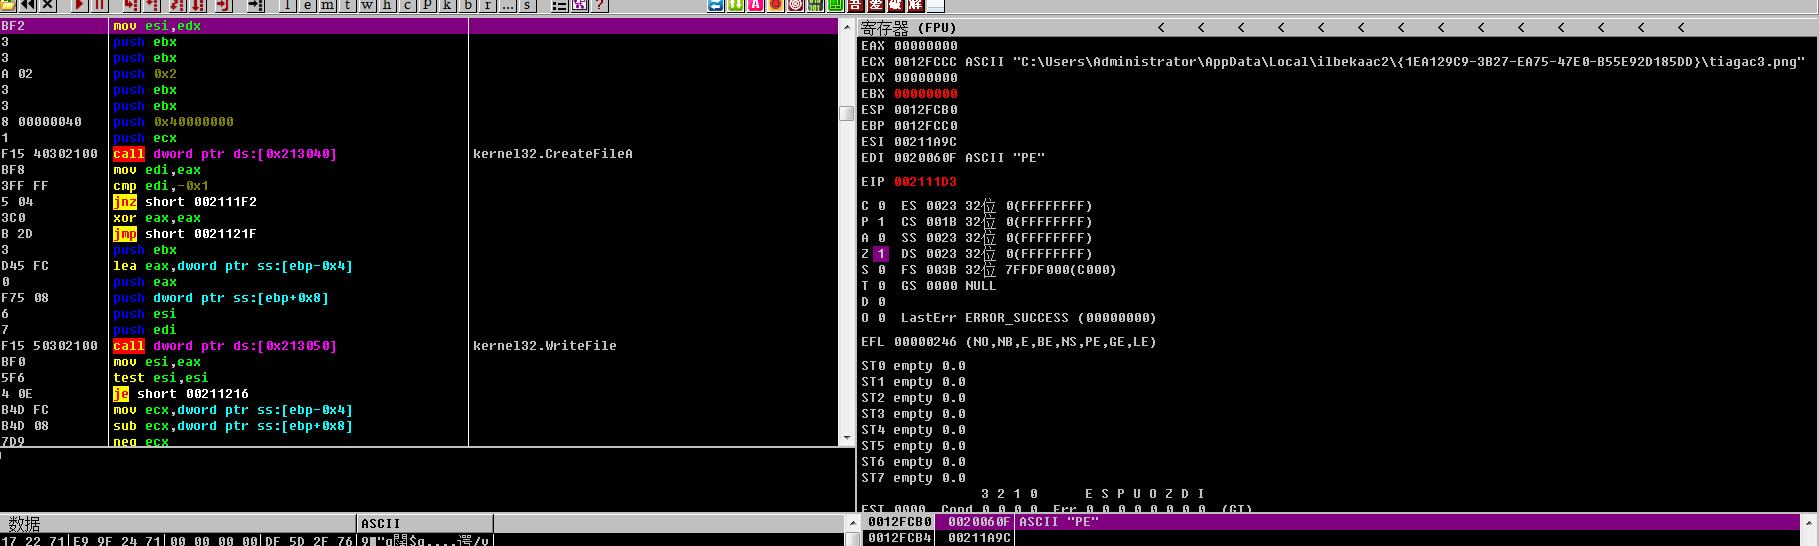 l e m t w h c p k b r ... s ?
吾 爱 破 解
BF2 mov esi,edx
3 push ebx
3 push ebx
A 02 push 0x2
3 push ebx
3 push ebx
8 00000040 push 0x40000000
1 push ecx
F15 40302100 call dword ptr ds:[0x213040] kernel32.CreateFileA
BF8 mov edi,eax
3FF FF cmp edi,-0x1
5 04 jnz short 002111F2
3C0 xor eax,eax
B 2D jmp short 0021121F
3 push ebx
D45 FC lea eax,dword ptr ss:[ebp-0x4]
0 push eax
F75 08 push dword ptr ss:[ebp+0x8]
6 push esi
7 push edi
F15 50302100 call dword ptr ds:[0x213050] kernel32.WriteFile
BF0 mov esi,eax
5F6 test esi,esi
4 0E je short 00211216
B4D FC mov ecx,dword ptr ss:[ebp-0x4]
B4D 08 sub ecx,dword ptr ss:[ebp+0x8]
7D9 neg ecx
寄存器 (FPU) < < < < < < < < < < < < < <
EAX 00000000
ECX 0012FCCC ASCII "C:\Users\Administrator\AppData\Local\ilbekaac2\{1EA129C9-3B27-EA75-47E0-B55E92D185DD}\tiagac3.png"
EDX 00000000
EBX 00000000
ESP 0012FCB0
EBP 0012FCC0
ESI 00211A9C
EDI 0020060F ASCII "PE"
EIP 002111D3
C 0 ES 0023 32位 0(FFFFFFFF)
P 1 CS 001B 32位 0(FFFFFFFF)
A 0 SS 0023 32位 0(FFFFFFFF)
Z 1 DS 0023 32位 0(FFFFFFFF)
S 0 FS 003B 32位 7FFDF000(C000)
T 0 GS 0000 NULL
D 0
O 0 LastErr ERROR_SUCCESS (00000000)
EFL 00000246 (NO,NB,E,BE,NS,PE,GE,LE)
ST0 empty 0.0
ST1 empty 0.0
ST2 empty 0.0
ST3 empty 0.0
ST4 empty 0.0
ST5 empty 0.0
ST6 empty 0.0
ST7 empty 0.0
3 2 1 0 E S P U O Z D I
FST 0000 Cond 0 0 0 0 Err 0 0 0 0 0 0 0 0 (GT)
数据 ASCII
17 22 71 E9 9F 24 71 00 00 00 00 DF 5D 2F 76
0012FCB0 0020060F ASCII "PE"
0012FCB4 00211A9C